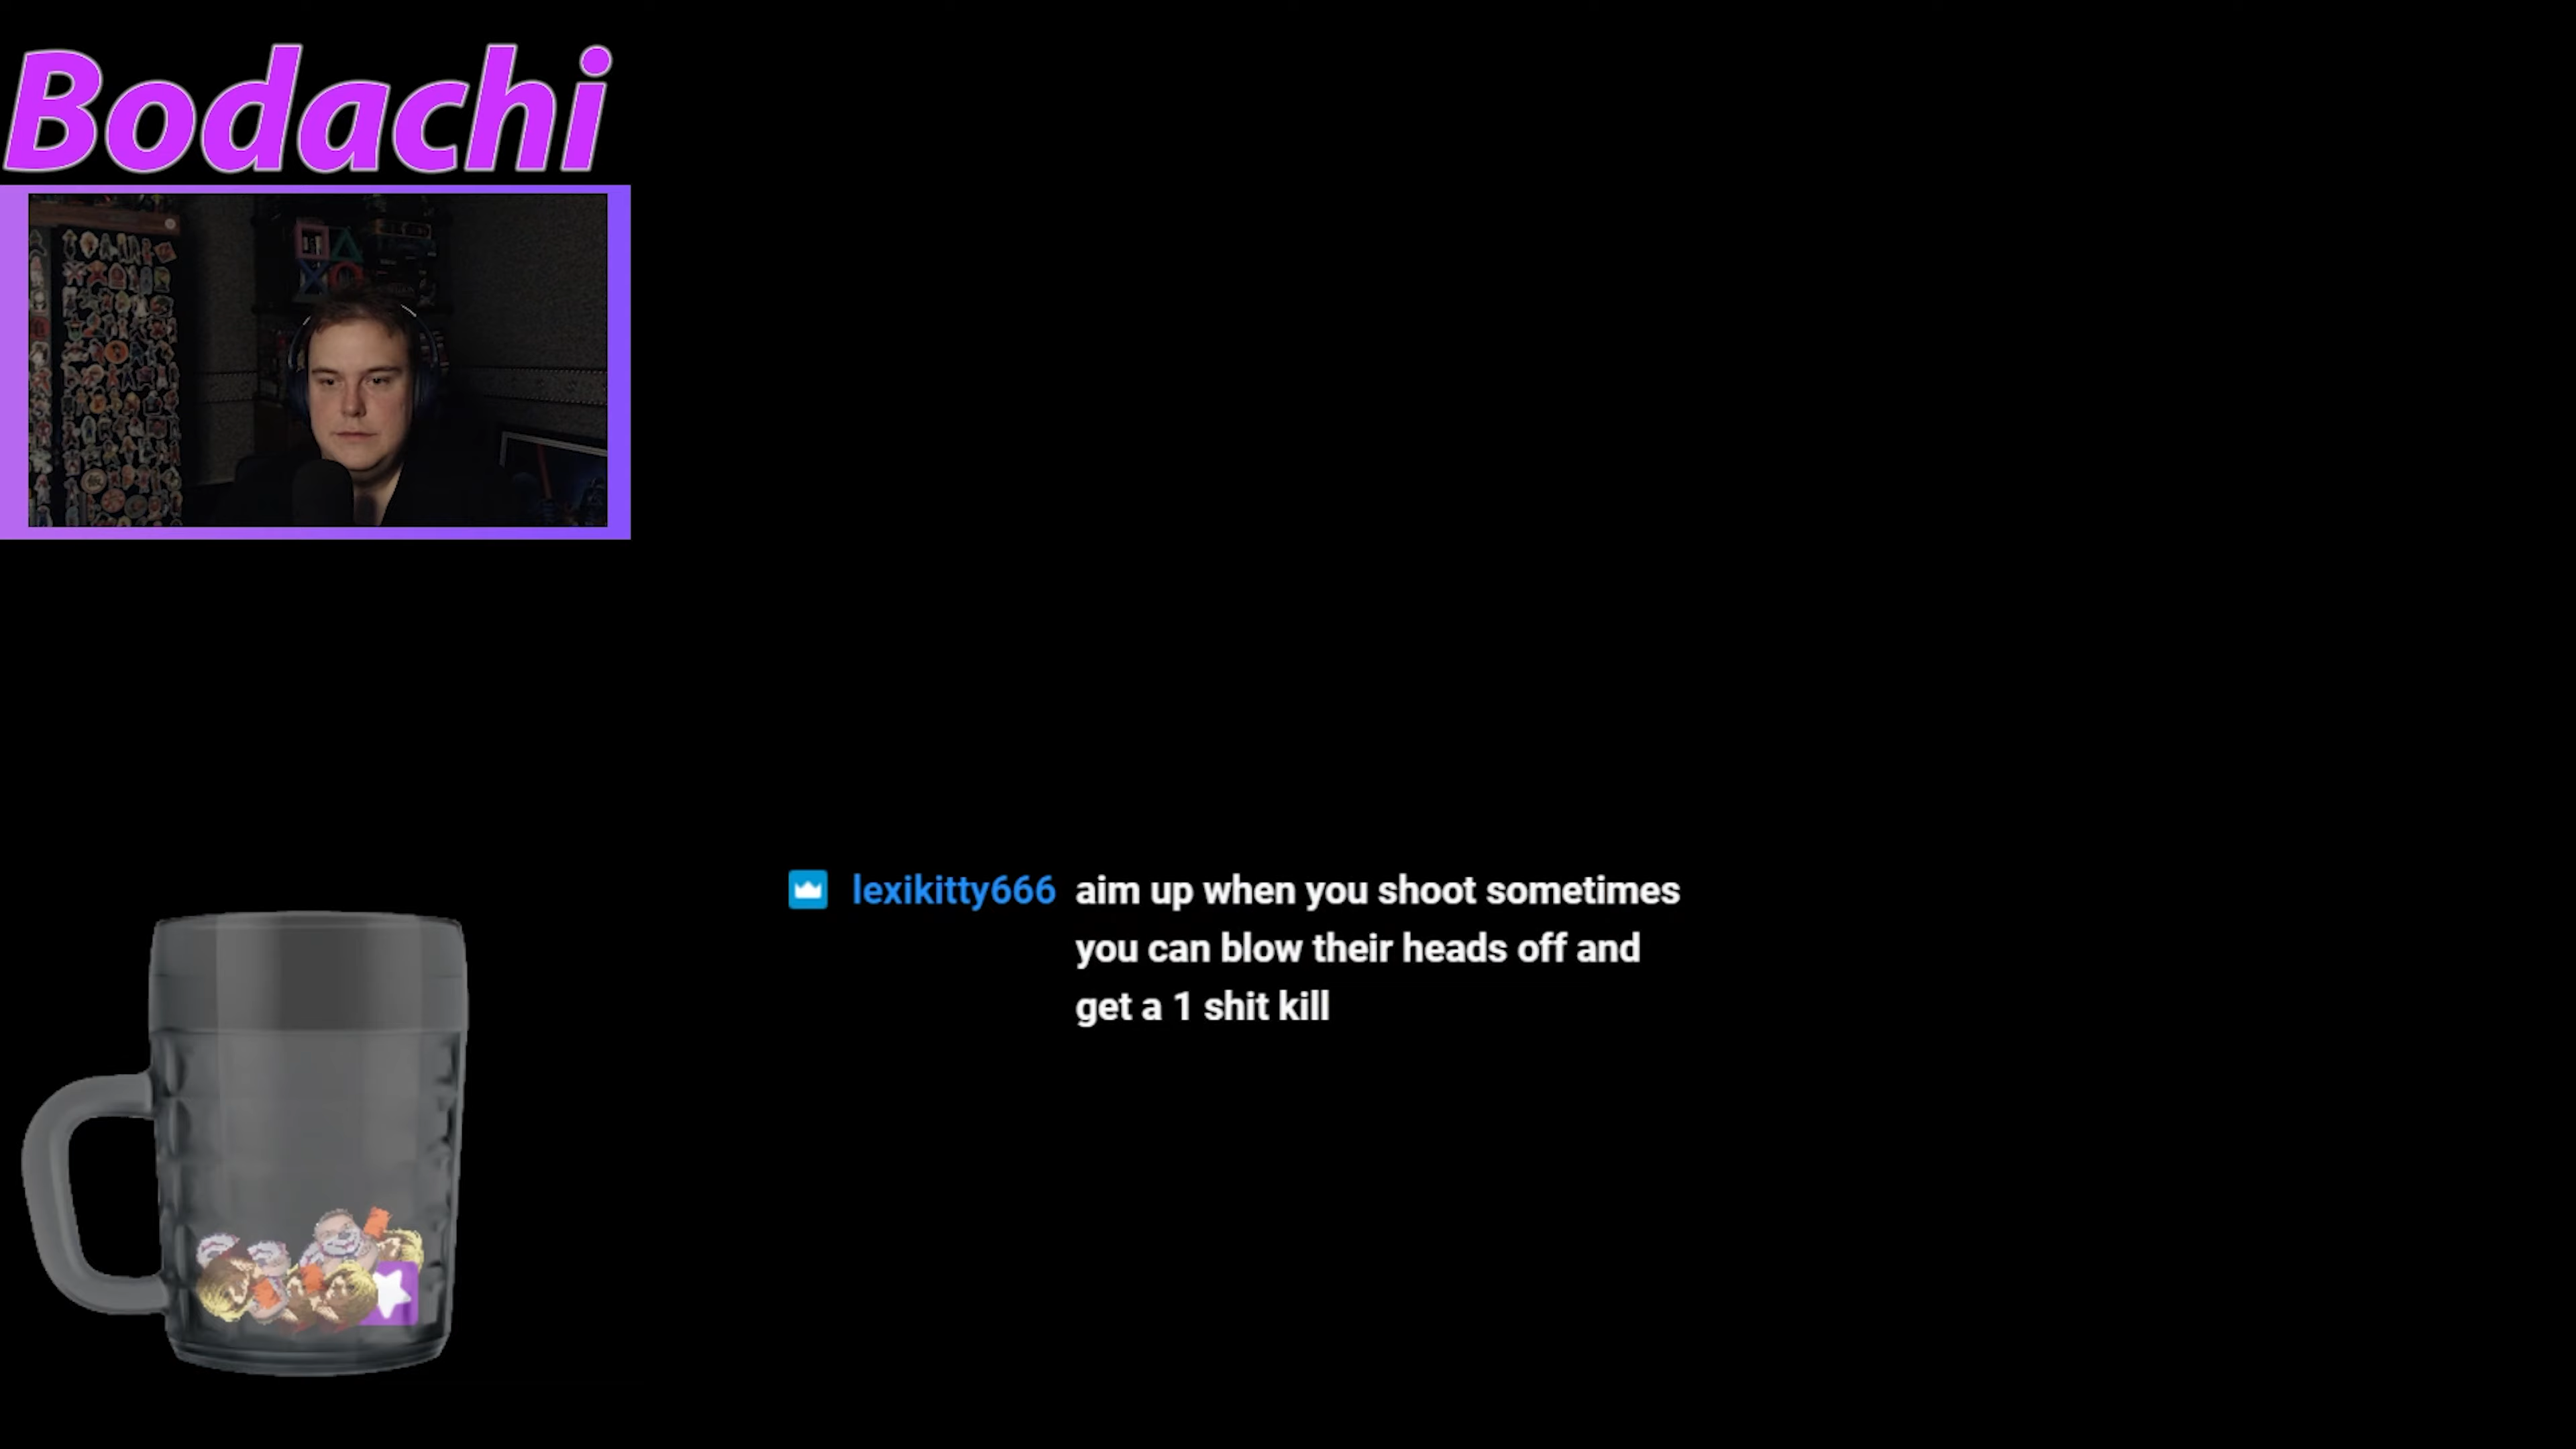 Bodachi
lexikitty666 aim up when you shoot sometimes
you can blow their heads off and
get a 1 shit kill